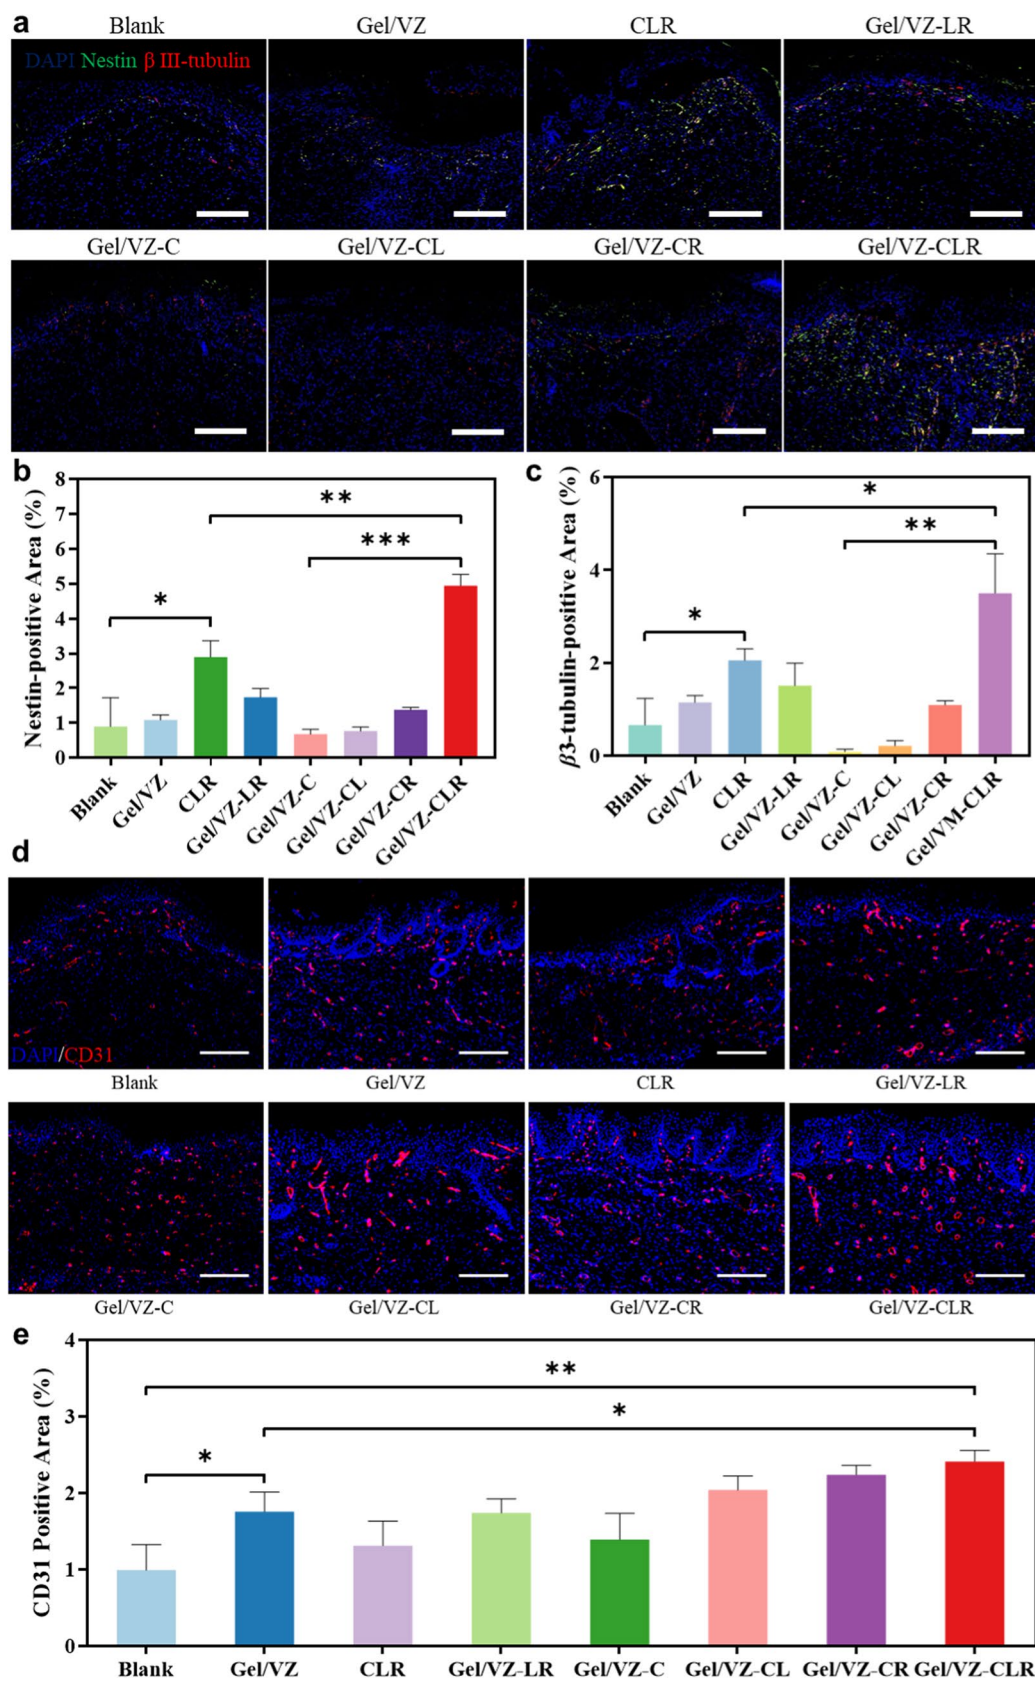 a
Blank Gel/VZ CLR Gel/VZ-LR
DAPI Nestin β III-tubulin
Gel/VZ-C Gel/VZ-CL Gel/VZ-CR Gel/VZ-CLR
b
Nestin-positive Area (%)
8
7
6
5
4
3
2
1
0
**
***
*
Blank
Gel/VZ
CLR
Gel/VZ-LR
Gel/VZ-C
Gel/VZ-CL
Gel/VZ-CR
Gel/VZ-CLR
c
β3-tubulin-positive Area (%)
6
4
2
0
*
**
*
Blank
Gel/VZ
CLR
Gel/VZ-LR
Gel/VZ-C
Gel/VZ-CL
Gel/VZ-CR
Gel/VM-CLR
d
DAPI/CD31
Blank Gel/VZ CLR Gel/VZ-LR
Gel/VZ-C Gel/VZ-CL Gel/VZ-CR Gel/VZ-CLR
e
CD31 Positive Area (%)
4
3
2
1
0
**
*
*
Blank Gel/VZ CLR Gel/VZ-LR Gel/VZ-C Gel/VZ-CL Gel/VZ-CR Gel/VZ-CLR